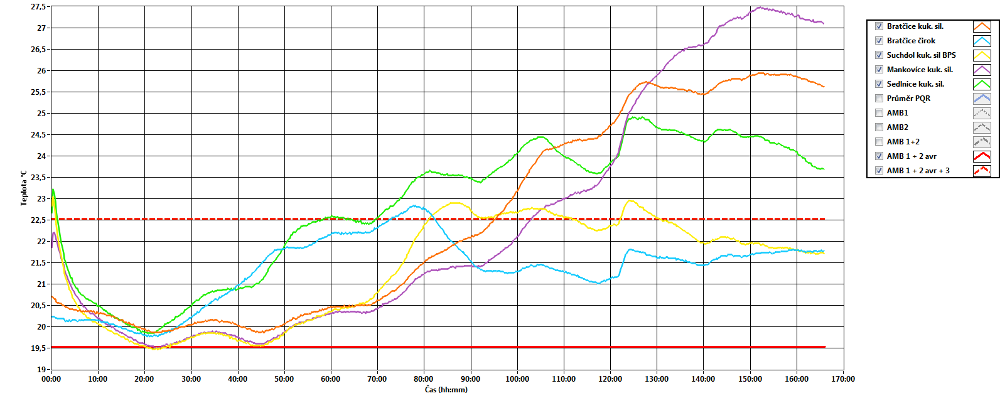 27,5
27
26,5
26
25,5
25
24,5
24
23,5
23
22,5
22
21,5
21
20,5
20
19,5
19
Teplota °C
00:00 10:00 20:00 30:00 40:00 50:00 60:00 70:00 80:00 90:00 100:00 110:00 120:00 130:00 140:00 150:00 160:00 170:00
Čas (hh:mm)
Bratčice kuk. sil.
Bratčice čirok
Suchdol kuk. sil BPS
Mankovíce kuk. sil.
Sedlnice kuk. sil.
Průměr PQR
AMB1
AMB2
AMB 1+2
AMB 1 + 2 avr
AMB 1 + 2 avr + 3